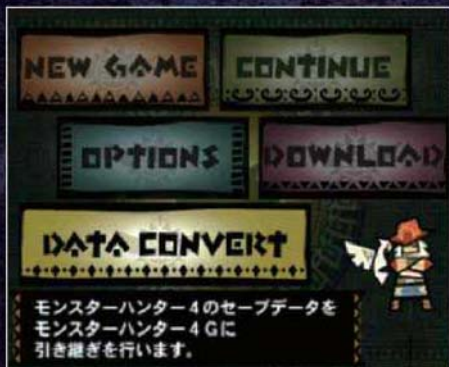 NEW GAME
CONTINUE
OPTIONS
DOWNLOAD
DATA CONVERT
モンスターハンター4のセーブデータを
モンスターハンター4Gに
引き継ぎを行います。